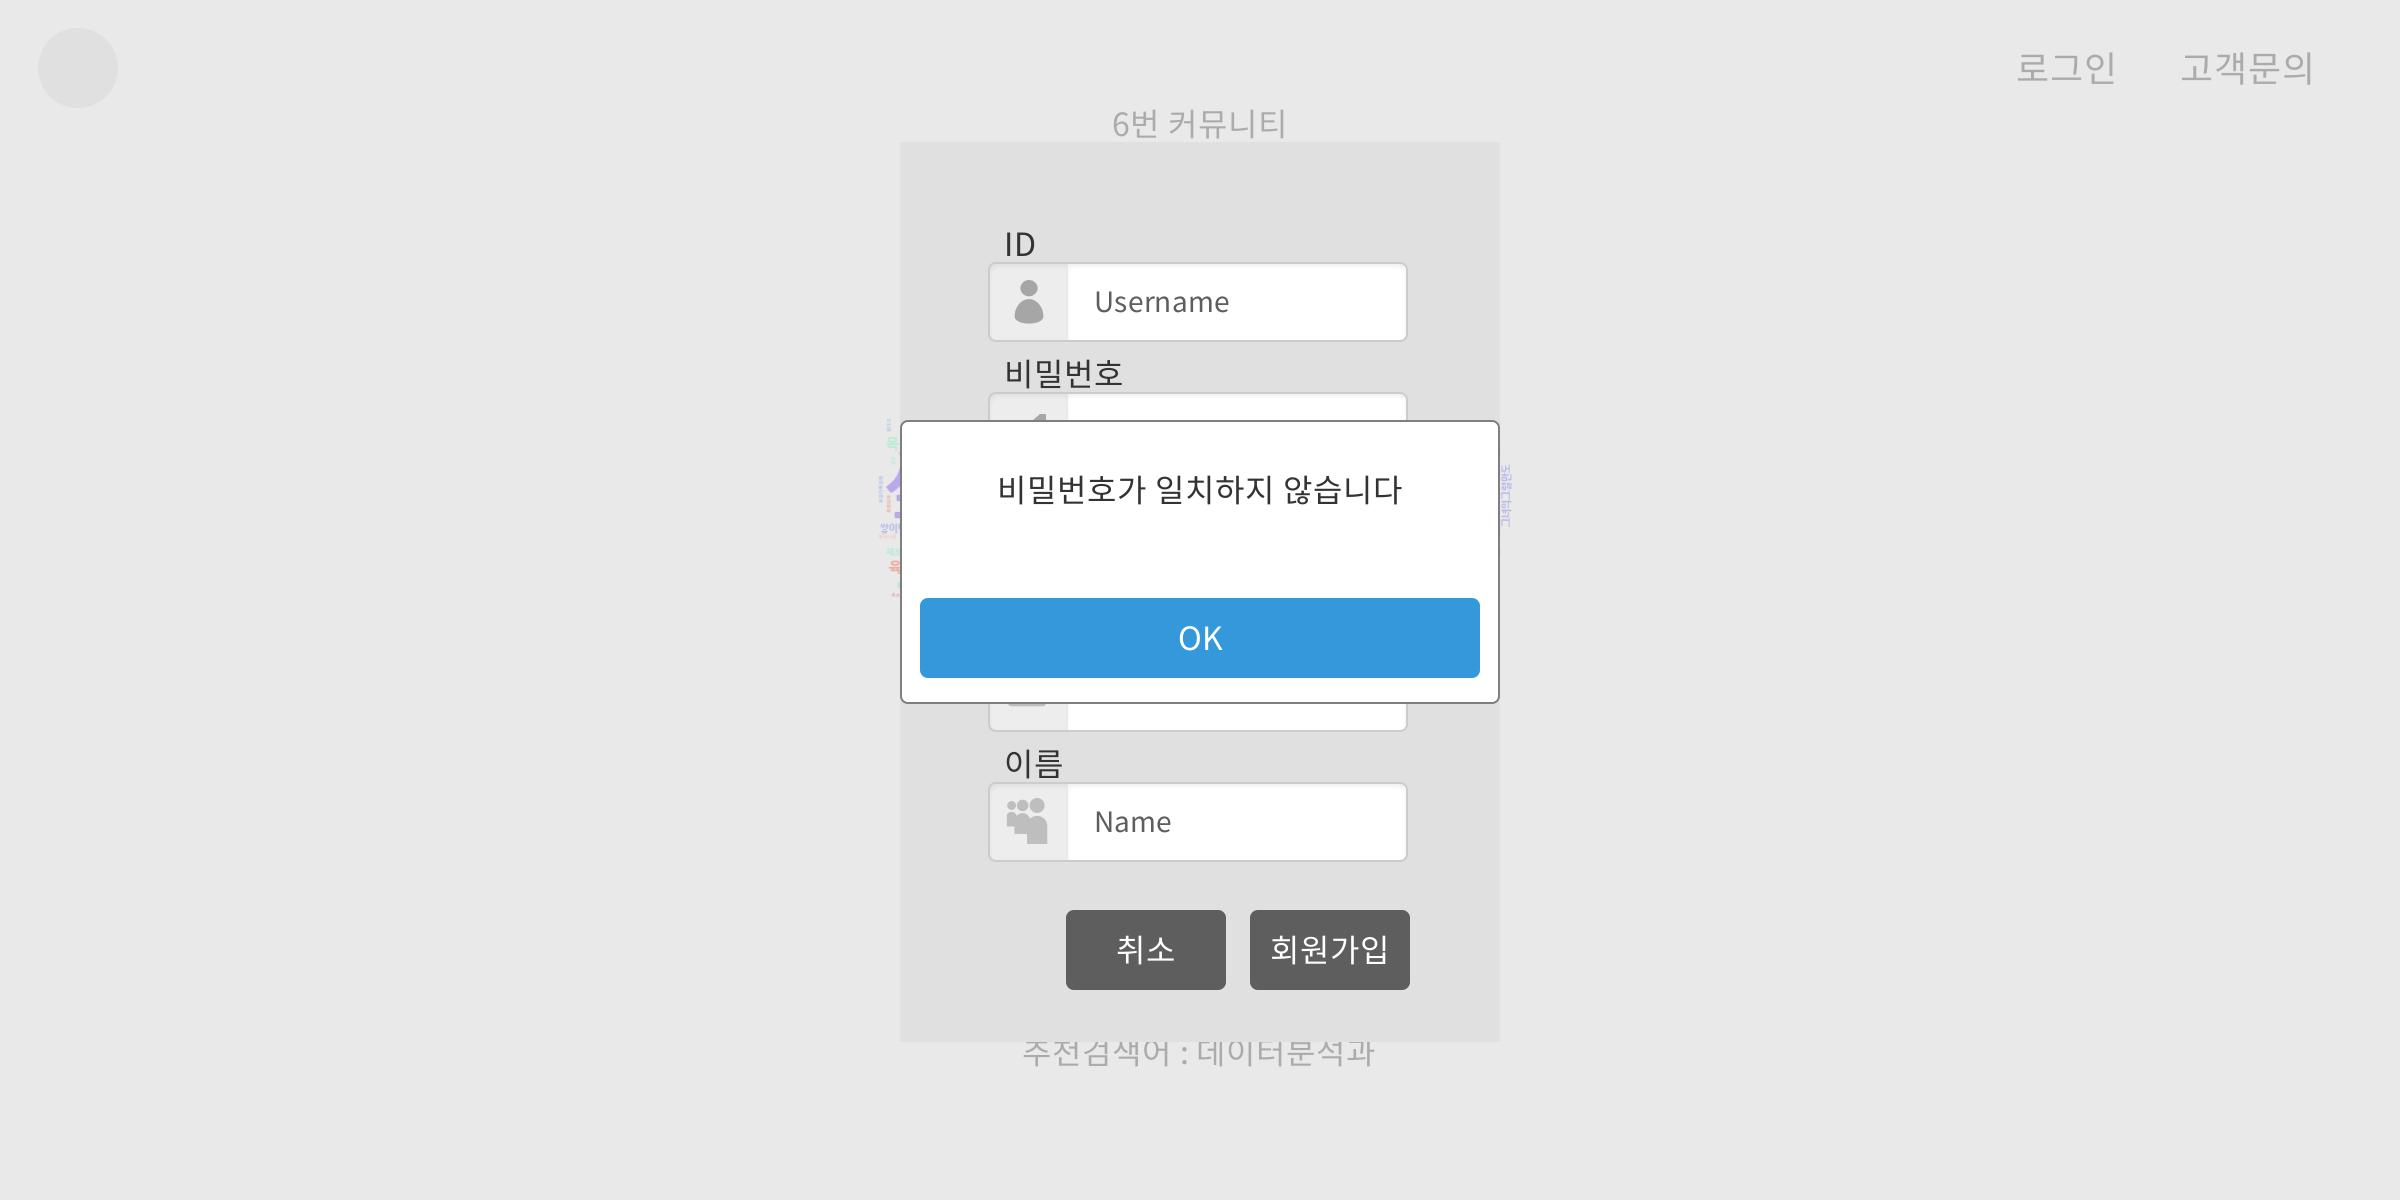 로그인 고객문의
6번 커뮤니티
ID
Username
비밀번호
비밀번호가 일치하지 않습니다
OK
이름
Name
취소 회원가입
추천검색어 : 데이터분석과